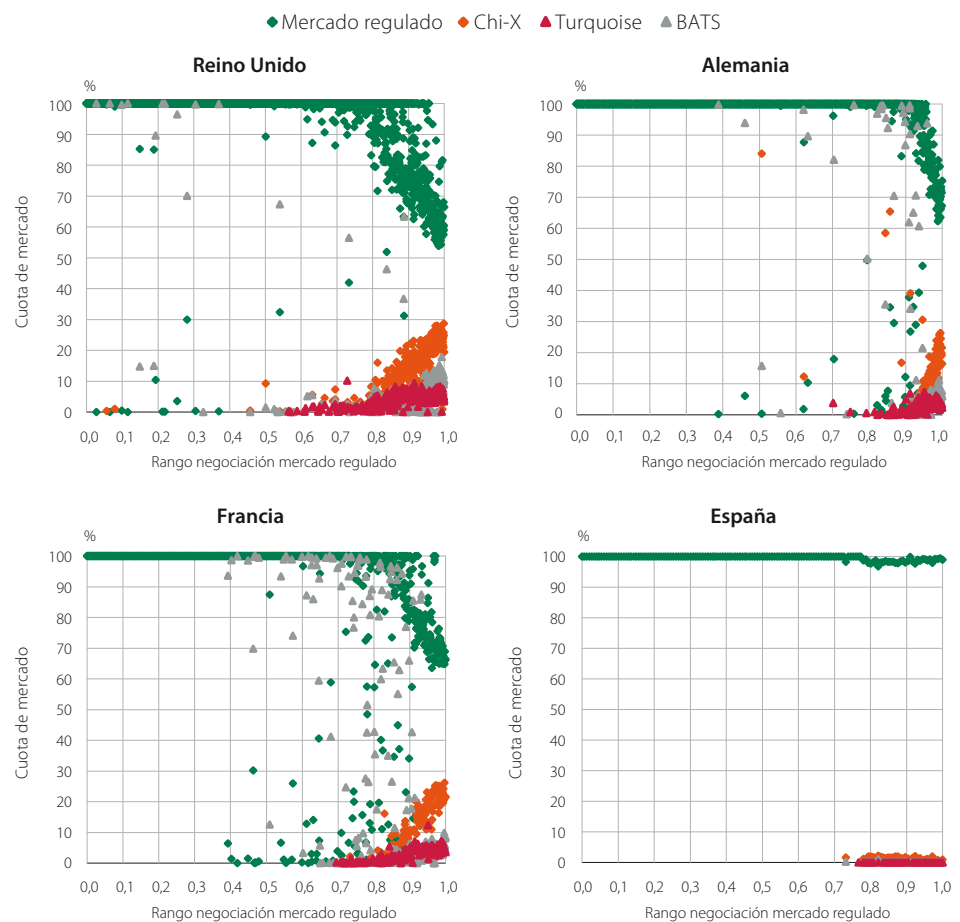 Mercado regulado Chi-X Turquoise BATS
Reino Unido
%
100
90
80
70
60
50
40
30
20
10
0
Cuota de mercado
0,0 0,1 0,2 0,3 0,4 0,5 0,6 0,7 0,8 0,9 1,0
Rango negociación mercado regulado
Alemania
%
100
90
80
70
60
50
40
30
20
10
0
Cuota de mercado
0,0 0,1 0,2 0,3 0,4 0,5 0,6 0,7 0,8 0,9 1,0
Rango negociación mercado regulado
Francia
%
100
90
80
70
60
50
40
30
20
10
0
Cuota de mercado
0,0 0,1 0,2 0,3 0,4 0,5 0,6 0,7 0,8 0,9 1,0
Rango negociación mercado regulado
España
%
100
90
80
70
60
50
40
30
20
10
0
Cuota de mercado
0,0 0,1 0,2 0,3 0,4 0,5 0,6 0,7 0,8 0,9 1,0
Rango negociación mercado regulado